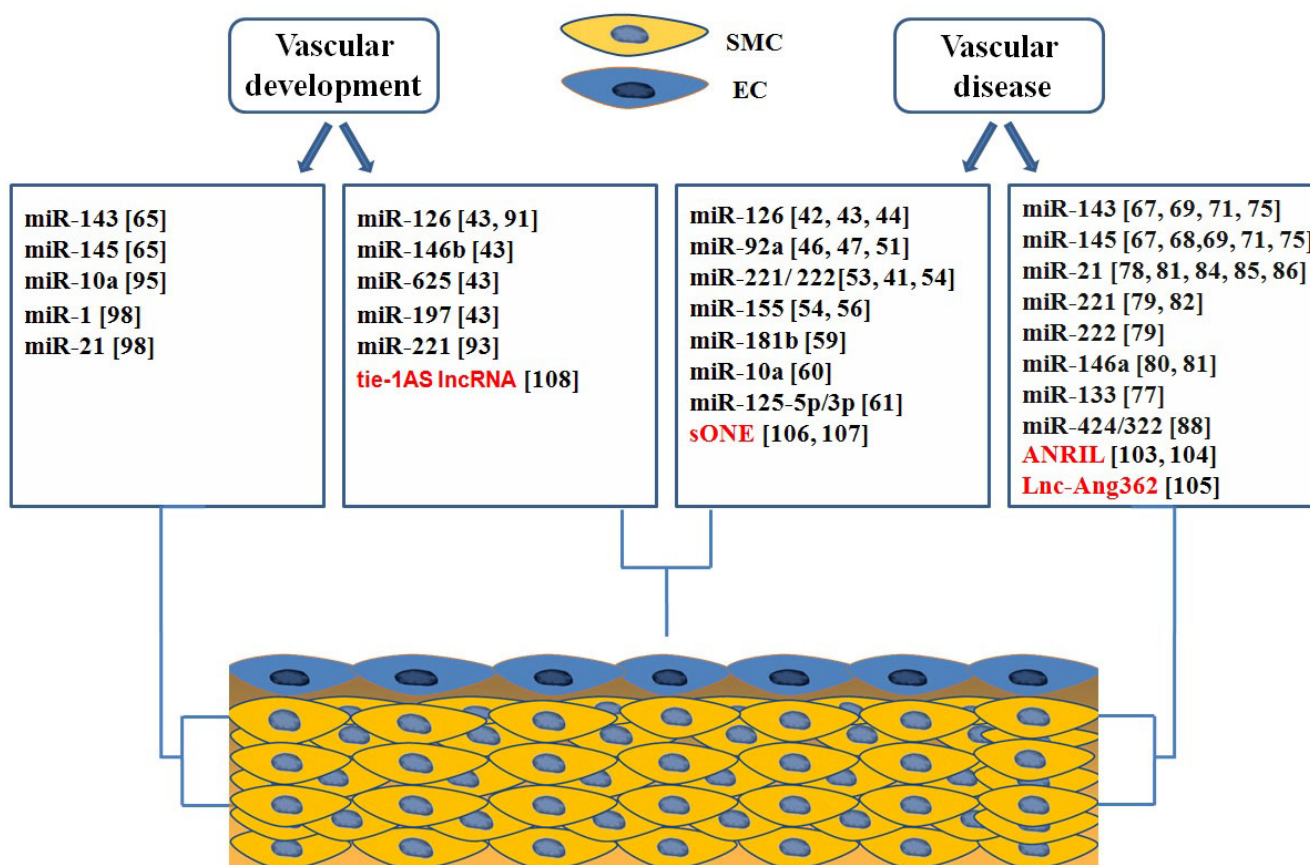 Vascular
development
SMC
EC
Vascular
disease
miR-143 [65]
miR-145 [65]
miR-10a [95]
miR-1 [98]
miR-21 [98]
miR-126 [43, 91]
miR-146b [43]
miR-625 [43]
miR-197 [43]
miR-221 [93]
tie-1AS lncRNA [108]
miR-126 [42, 43, 44]
miR-92a [46, 47, 51]
miR-221/ 222[53, 41, 54]
miR-155 [54, 56]
miR-181b [59]
miR-10a [60]
miR-125-5p/3p [61]
sONE [106, 107]
miR-143 [67, 69, 71, 75]
miR-145 [67, 68,69, 71, 75]
miR-21 [78, 81, 84, 85, 86]
miR-221 [79, 82]
miR-222 [79]
miR-146a [80, 81]
miR-133 [77]
miR-424/322 [88]
ANRIL [103, 104]
Lnc-Ang362 [105]